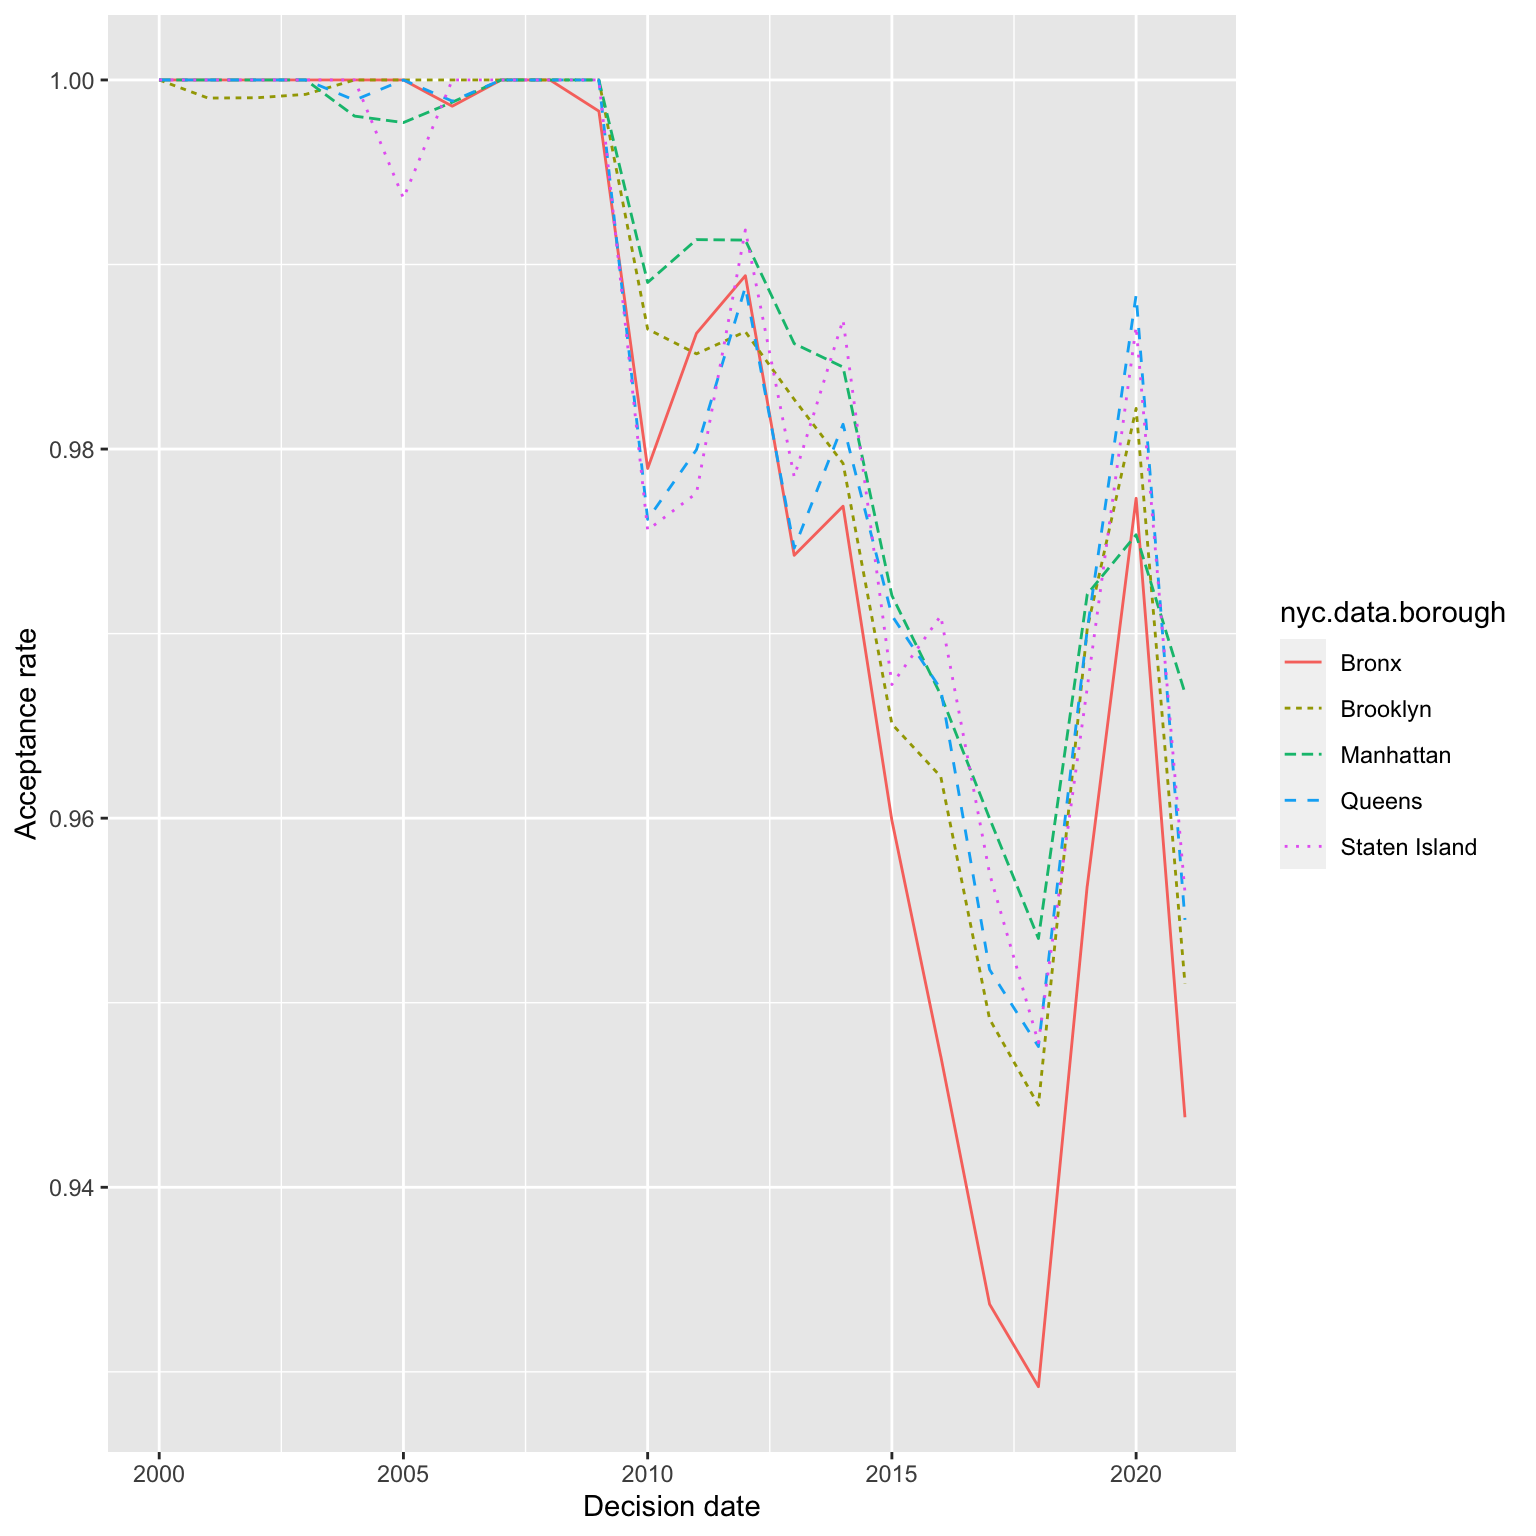 1.00
0.98
0.96
0.94
Acceptance rate
2000 2005 2010 2015 2020
Decision date
nyc.data.borough
Bronx
Brooklyn
Manhattan
Queens
Staten Island